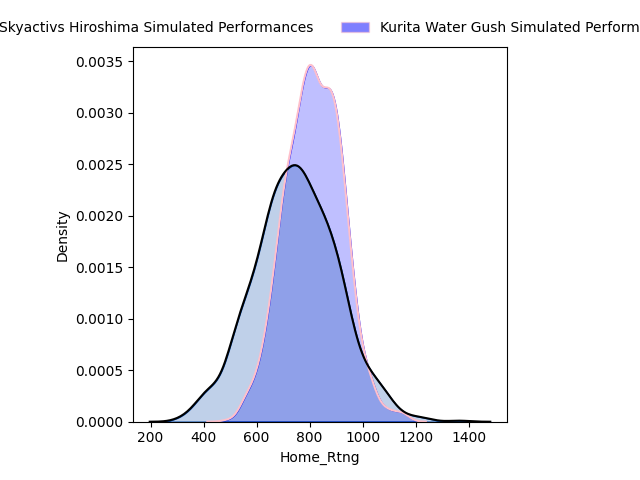 Skyactivs Hiroshima Simulated Performances Kurita Water Gush Simulated Perform
0.0035
0.0030
0.0025
0.0020
0.0015
0.0010
0.0005
0.0000
Density
200 400 600 800 1000 1200 1400
Home_Rtng